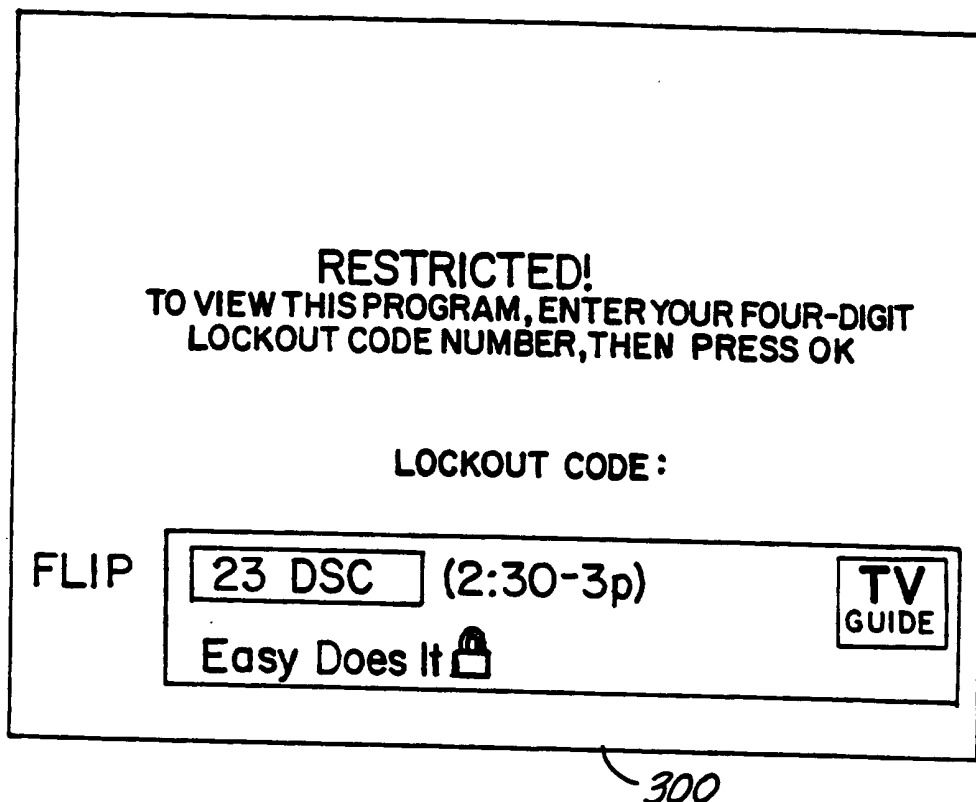 RESTRICTED!
TO VIEW THIS PROGRAM, ENTER YOUR FOUR-DIGIT
LOCKOUT CODE NUMBER, THEN PRESS OK
LOCKOUT CODE:
FLIP
23 DSC (2:30-3p)
TV
GUIDE
Easy Does It
300